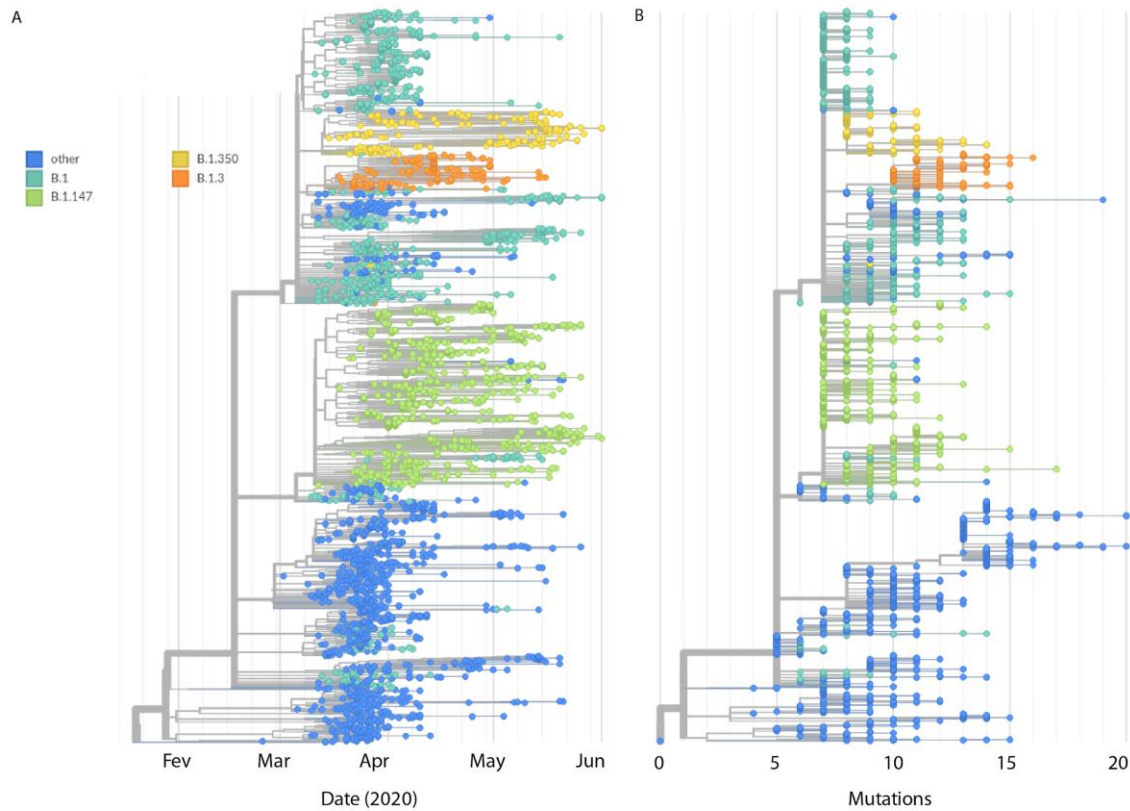 A
B
other
B.1
B.1.147
B.1.350
B.1.3
Fev Mar Apr May Jun
Date (2020)
0 5 10 15 20
Mutations